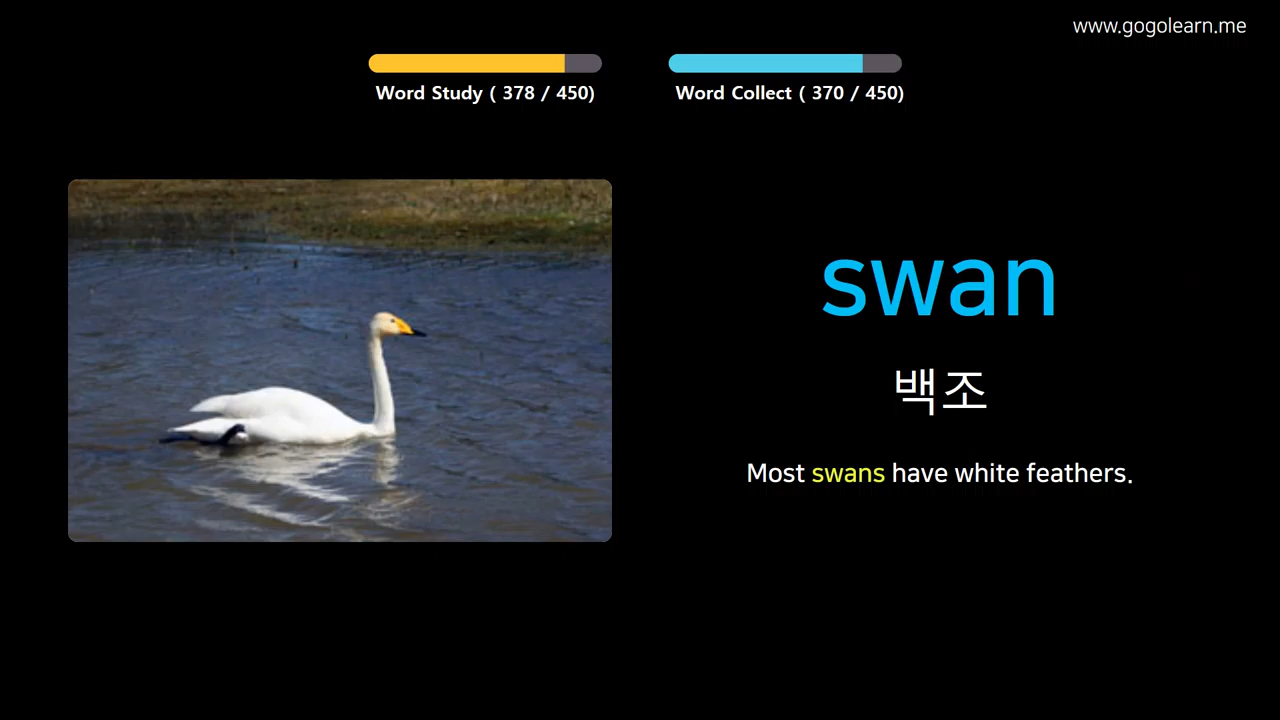 www.gogolearn.me
Word Study ( 378 / 450)
Word Collect ( 370 / 450)
swan
백조
Most swans have white feathers.